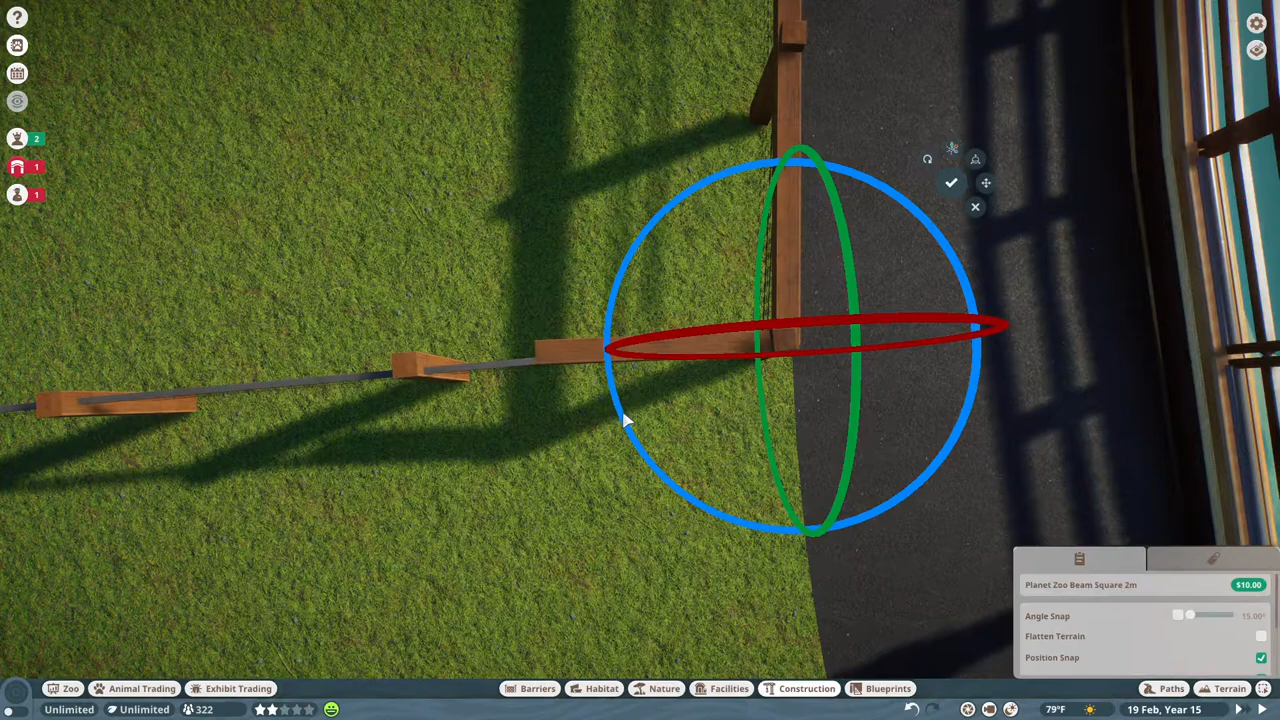 ?
2
1
1
Planet Zoo Beam Square 2m $10.00
Angle Snap 15.00°
Flatten Terrain
Position Snap
Zoo Animal Trading Exhibit Trading Barriers Habitat Nature Facilities Construction Blueprints Paths Terrain
Unlimited Unlimited 322 79°F 19 Feb, Year 15